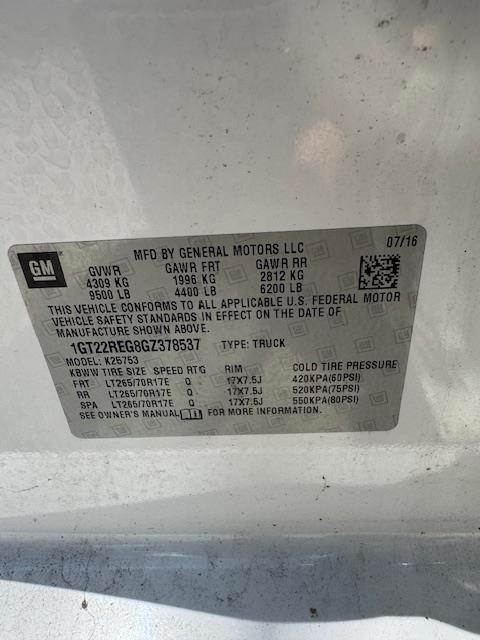 GM
MFD BY GENERAL MOTORS LLC 07/16
GVWR GAWR FRT GAWR RR
4309 KG 1996 KG 2812 KG
9500 LB 4400 LB 6200 LB
THIS VEHICLE CONFORMS TO ALL APPLICABLE U.S. FEDERAL MOTOR
VEHICLE SAFETY STANDARDS IN EFFECT ON THE DATE OF
MANUFACTURE SHOWN ABOVE.
1GT22REG8GZ378537 TYPE: TRUCK
MODEL: K25753
KBWW TIRE SIZE SPEED RTG RIM COLD TIRE PRESSURE
FRT LT265/70R17E Q 17X7.5J 420KPA(60PSI)
RR LT265/70R17E Q 17X7.5J 520KPA(75PSI)
SPA LT265/70R17E Q 17X7.5J 550KPA(80PSI)
SEE OWNER'S MANUAL FOR MORE INFORMATION.